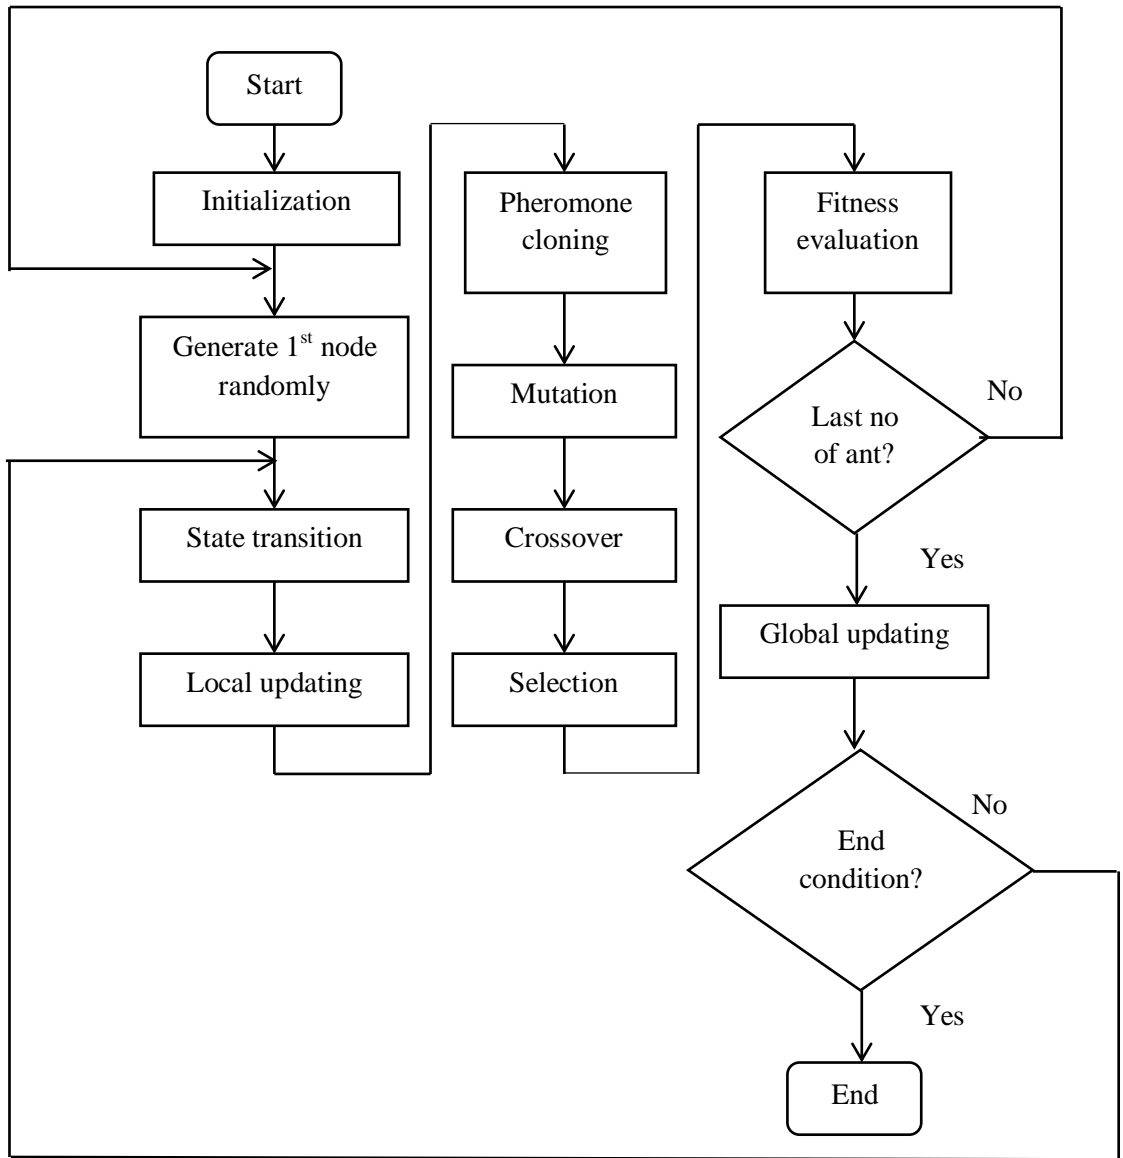 Start
Initialization
Generate 1st node
randomly
State transition
Local updating
Pheromone
cloning
Mutation
Crossover
Selection
Fitness
evaluation
Last no
of ant?
No
Yes
Global updating
End
condition?
No
Yes
End